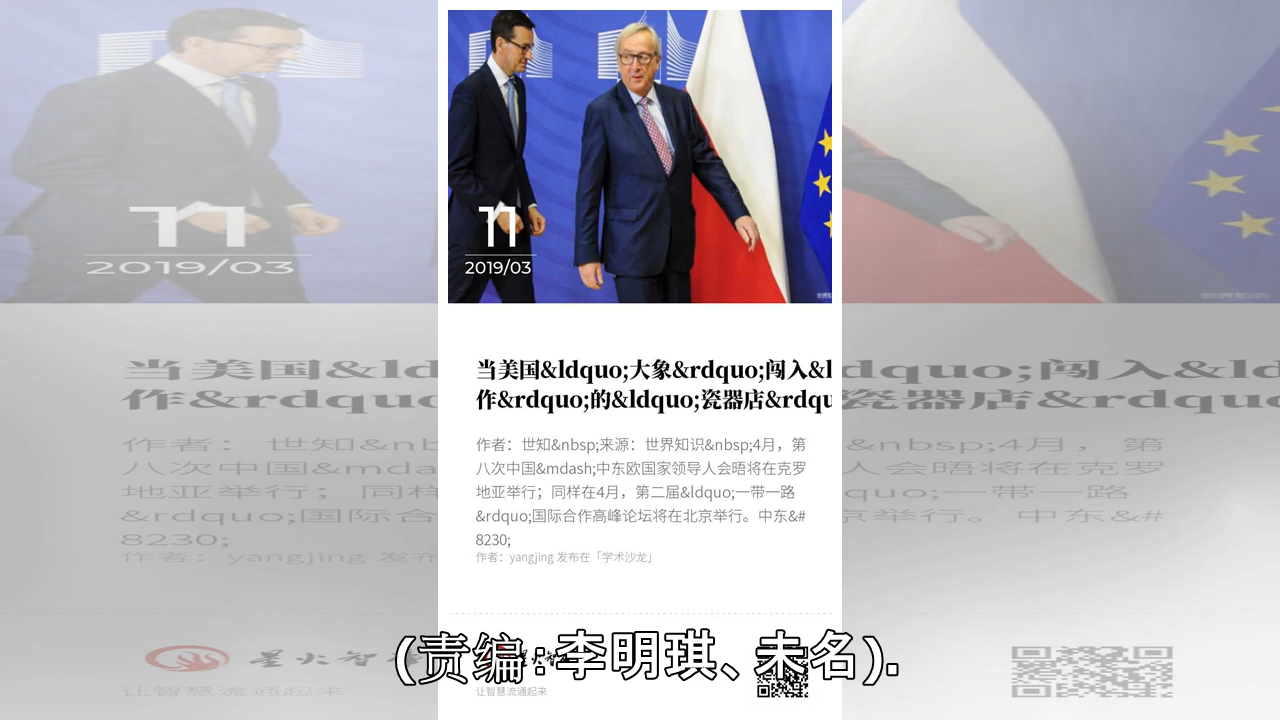 11
2019/03
当美国&ldquo;大象&rdquo;闯入&l
作&rdquo;的&ldquo;瓷器店&rdqu
作者：世知&nbsp;来源：世界知识&nbsp;4月，第
八次中国&mdash;中东欧国家领导人会晤将在克罗
地亚举行；同样在4月，第二届&ldquo;一带一路
&rdquo;国际合作高峰论坛将在北京举行。中东&#
8230;
作者：yangjing 发布在「学术沙龙」
(责编:李明琪、未名).
让智慧流通起来